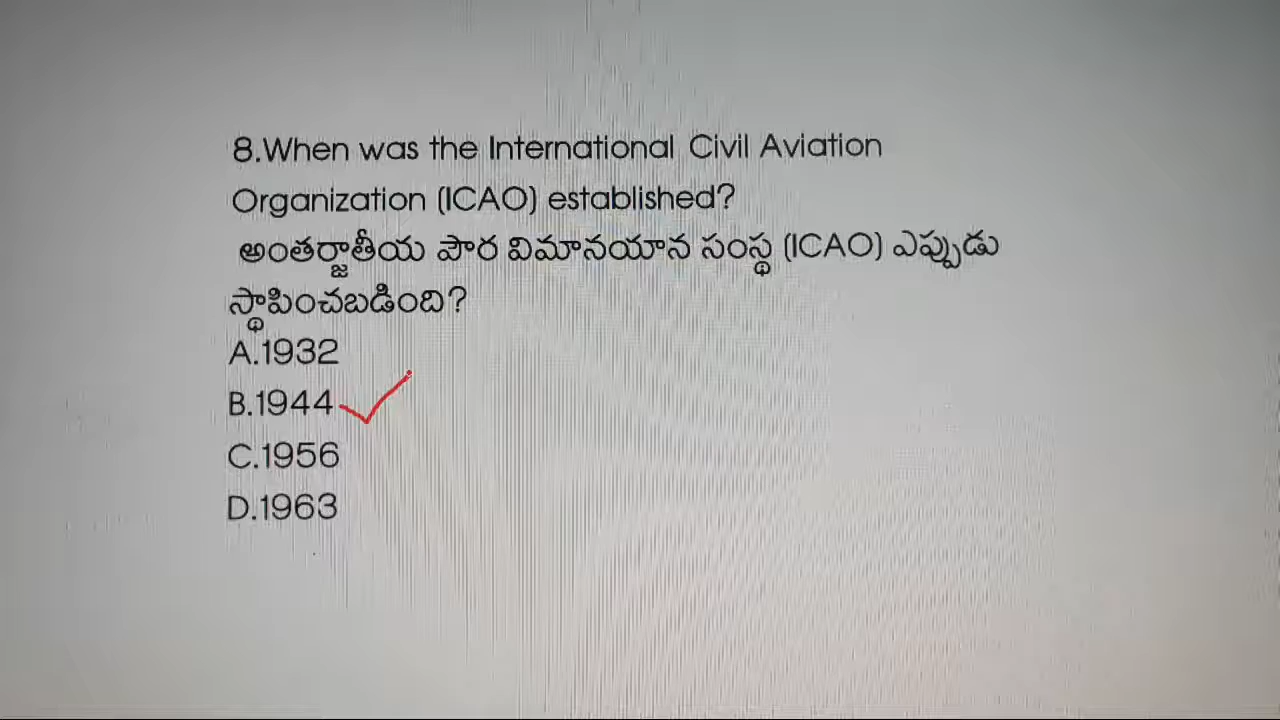 8.When was the International Civil Aviation
Organization (ICAO) established?
అంతర్జాతీయ పౌర విమానయాన సంస్థ (ICAO) ఎప్పుడు
స్థాపించబడింది?
A.1932
B.1944
C.1956
D.1963